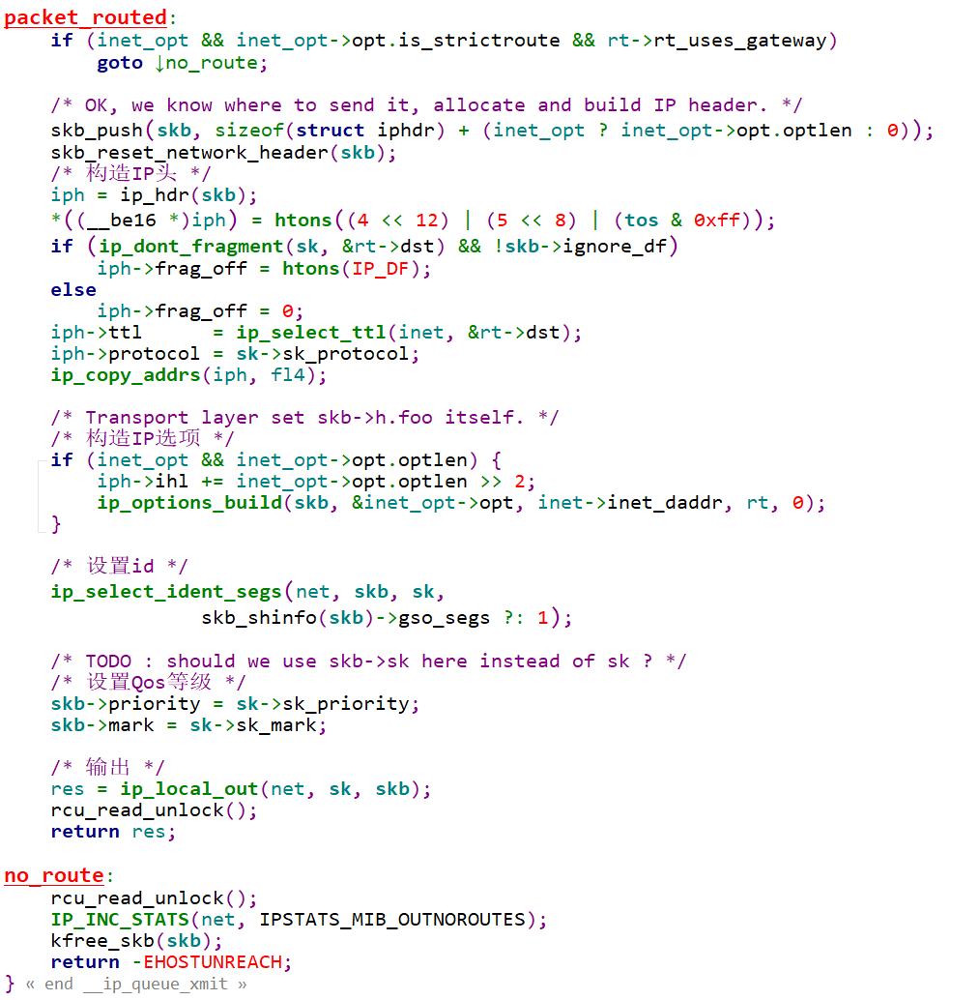 packet_routed:
    if (inet_opt && inet_opt->opt.is_strictroute && rt->rt_uses_gateway)
        goto ↓no_route;

    /* OK, we know where to send it, allocate and build IP header. */
    skb_push(skb, sizeof(struct iphdr) + (inet_opt ? inet_opt->opt.optlen : 0));
    skb_reset_network_header(skb);
    /* 构造IP头 */
    iph = ip_hdr(skb);
    *((__be16 *)iph) = htons((4 << 12) | (5 << 8) | (tos & 0xff));
    if (ip_dont_fragment(sk, &rt->dst) && !skb->ignore_df)
        iph->frag_off = htons(IP_DF);
    else
        iph->frag_off = 0;
    iph->ttl      = ip_select_ttl(inet, &rt->dst);
    iph->protocol = sk->sk_protocol;
    ip_copy_addrs(iph, fl4);

    /* Transport layer set skb->h.foo itself. */
    /* 构造IP选项 */
    if (inet_opt && inet_opt->opt.optlen) {
        iph->ihl += inet_opt->opt.optlen >> 2;
        ip_options_build(skb, &inet_opt->opt, inet->inet_daddr, rt, 0);
    }

    /* 设置id */
    ip_select_ident_segs(net, skb, sk,
                 skb_shinfo(skb)->gso_segs ?: 1);

    /* TODO : should we use skb->sk here instead of sk ? */
    /* 设置Qos等级 */
    skb->priority = sk->sk_priority;
    skb->mark = sk->sk_mark;

    /* 输出 */
    res = ip_local_out(net, sk, skb);
    rcu_read_unlock();
    return res;

no_route:
    rcu_read_unlock();
    IP_INC_STATS(net, IPSTATS_MIB_OUTNOROUTES);
    kfree_skb(skb);
    return -EHOSTUNREACH;
} « end __ip_queue_xmit »